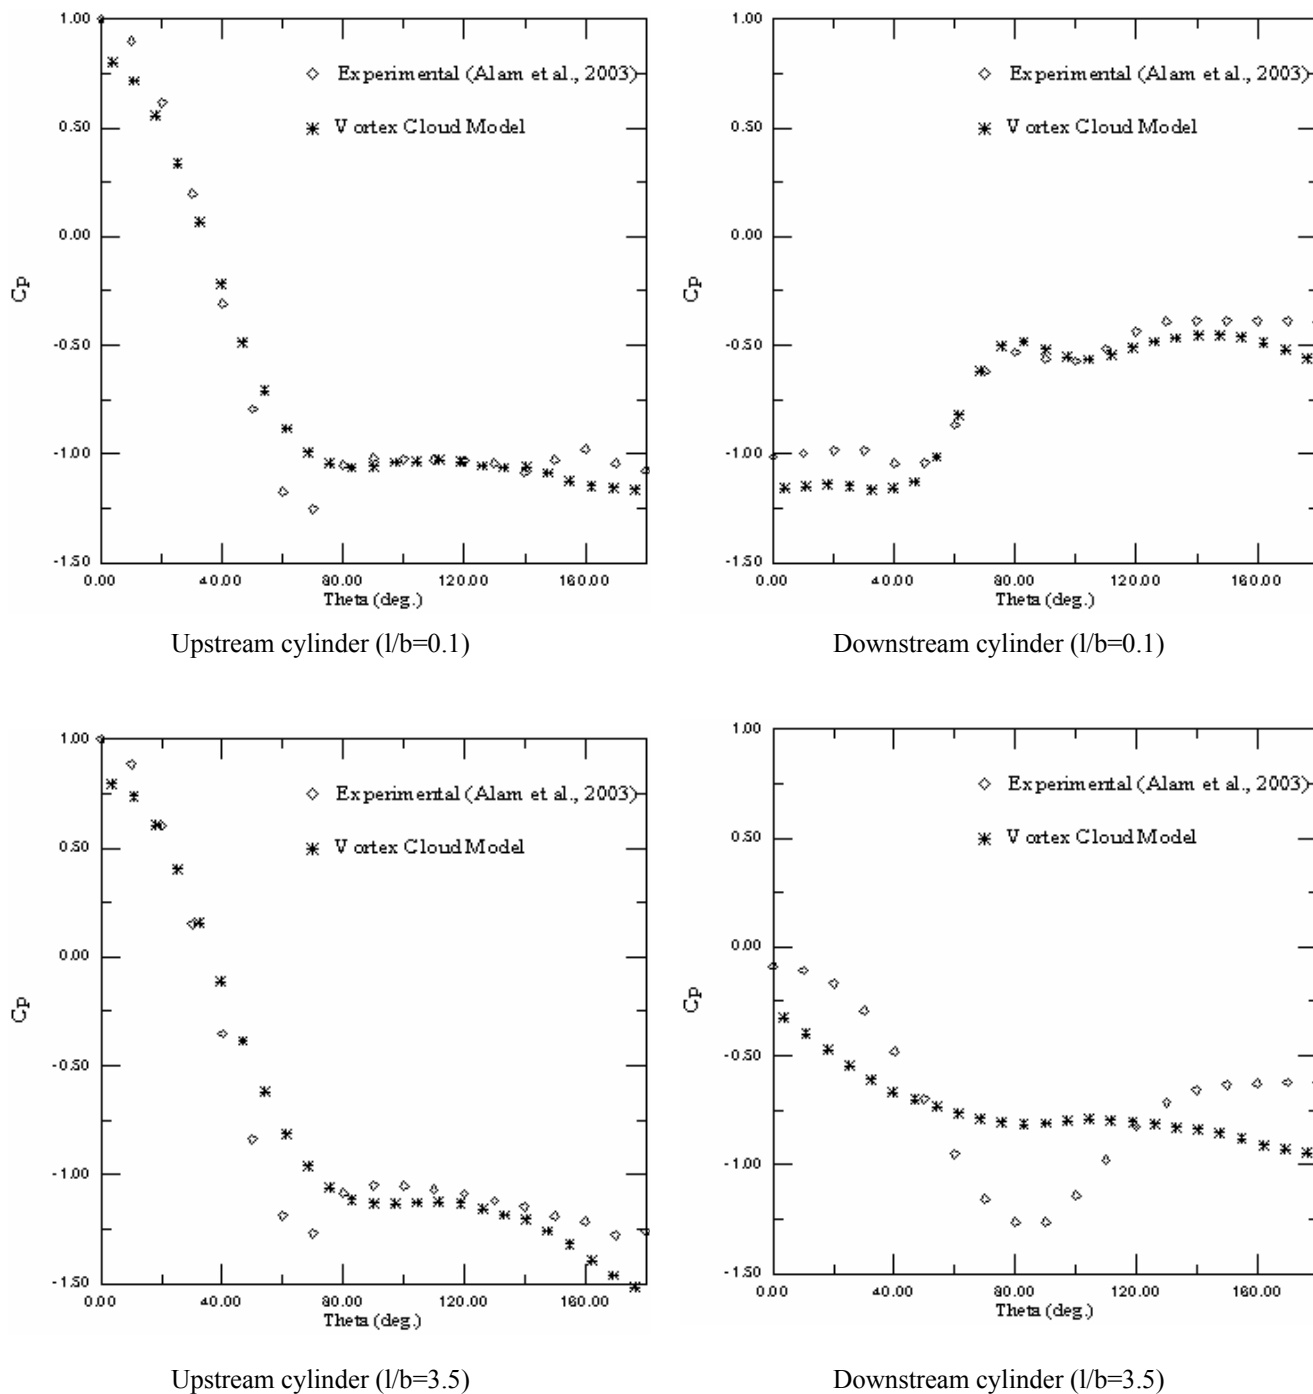 1.00
Experimental (Alam et al., 2003)
0.50
Vortex Cloud Model
0.00
Cp
-0.50
-1.00
-1.50
0.00 40.00 80.00 120.00 160.00
Theta (deg.)
Upstream cylinder (l/b=0.1)
1.00
Experimental (Alam et al., 2003)
0.50
Vortex Cloud Model
0.00
Cp
-0.50
-1.00
-1.50
0.00 40.00 80.00 120.00 160.00
Theta (deg.)
Downstream cylinder (l/b=0.1)
1.00
Experimental (Alam et al., 2003)
0.50
Vortex Cloud Model
0.00
Cp
-0.50
-1.00
-1.50
0.00 40.00 80.00 120.00 160.00
Theta (deg.)
Upstream cylinder (l/b=3.5)
1.00
Experimental (Alam et al., 2003)
0.50
Vortex Cloud Model
0.00
Cp
-0.50
-1.00
-1.50
0.00 40.00 80.00 120.00 160.00
Theta (deg.)
Downstream cylinder (l/b=3.5)